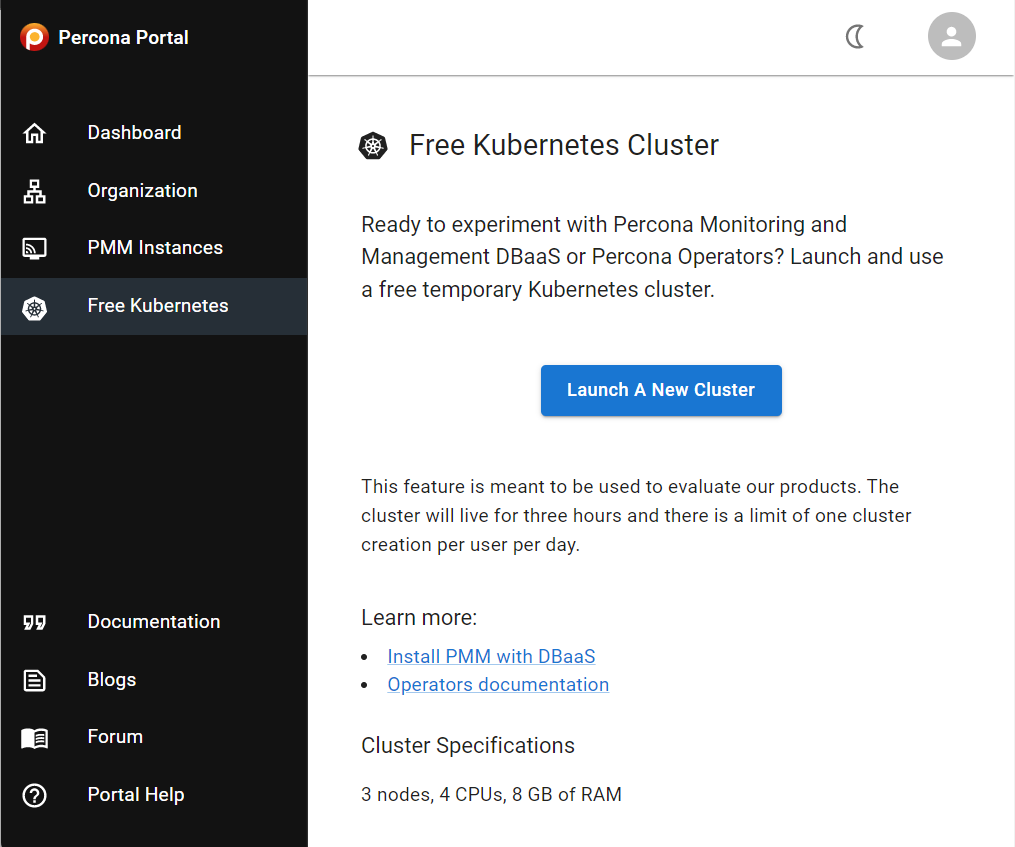 Percona Portal
Dashboard
Organization
PMM Instances
Free Kubernetes
Documentation
Blogs
Forum
Portal Help
Free Kubernetes Cluster
Ready to experiment with Percona Monitoring and
Management DBaaS or Percona Operators? Launch and use
a free temporary Kubernetes cluster.
Launch A New Cluster
This feature is meant to be used to evaluate our products. The
cluster will live for three hours and there is a limit of one cluster
creation per user per day.
Learn more:
Install PMM with DBaaS
Operators documentation
Cluster Specifications
3 nodes, 4 CPUs, 8 GB of RAM